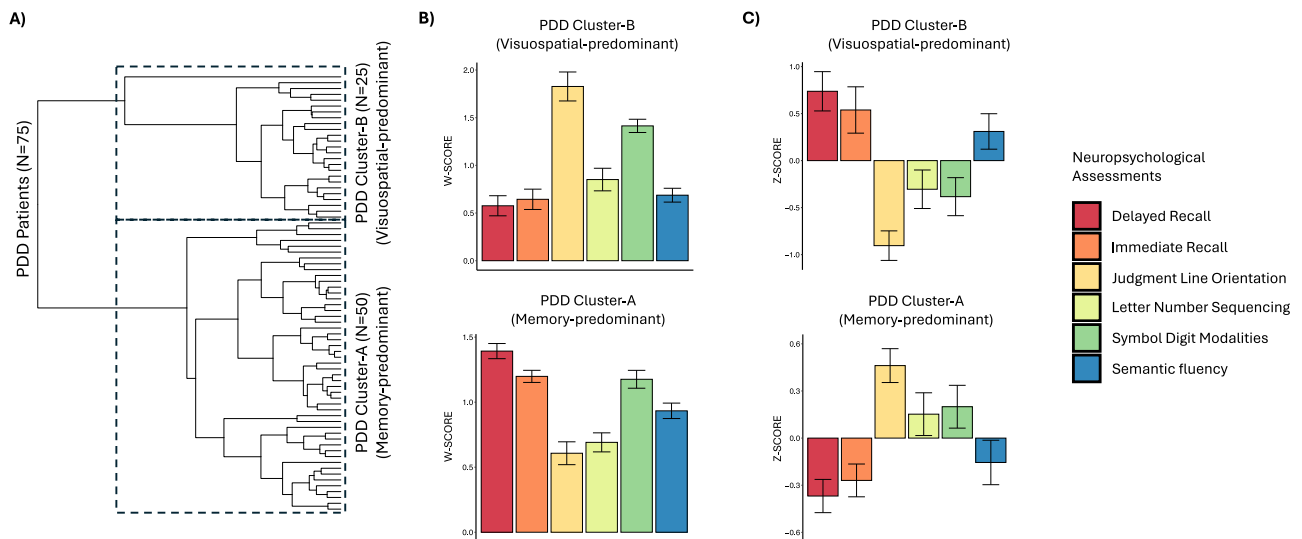 A)
PDD Patients (N=75)
PDD Cluster-B (N=25)
(Visuospatial-predominant)
PDD Cluster-A (N=50)
(Memory-predominant)
B)
PDD Cluster-B
(Visuospatial-predominant)
W-SCORE
2.0
1.5
1.0
0.5
0.0
PDD Cluster-A
(Memory-predominant)
W-SCORE
1.5
1.0
0.5
0.0
C)
PDD Cluster-B
(Visuospatial-predominant)
Z-SCORE
1.0
0.5
0.0
−0.5
−1.0
PDD Cluster-A
(Memory-predominant)
Z-SCORE
0.6
0.3
0.0
−0.3
−0.6
Neuropsychological
Assessments
Delayed Recall
Immediate Recall
Judgment Line Orientation
Letter Number Sequencing
Symbol Digit Modalities
Semantic fluency